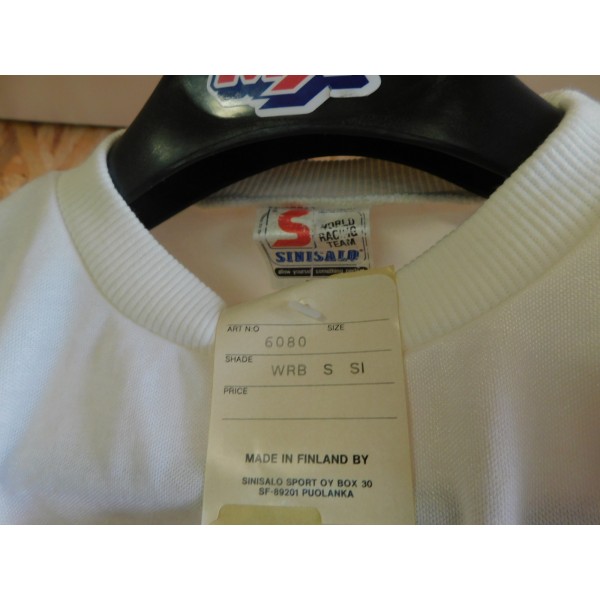 S WORLD
RACING
TEAM
SINISALO
ART N:O SIZE
6080
SHADE
WRB S SI
PRICE
MADE IN FINLAND BY
SINISALO SPORT OY BOX 30
SF-89201 PUOLANKA